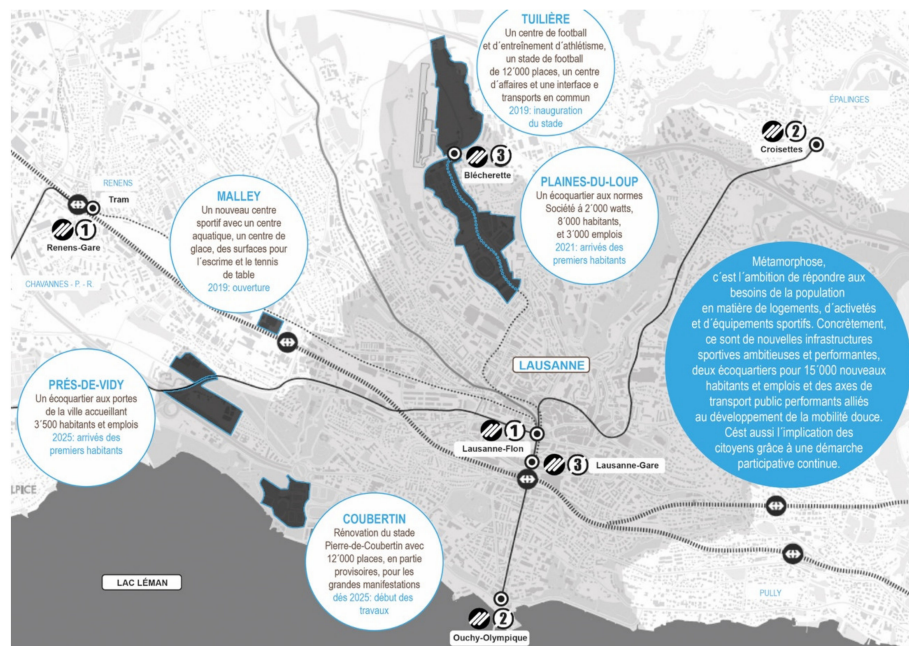 TUILIÈRE
Un centre de football
et d´entreînement d´athlétisme,
un stade de football
de 12´000 places, un centre
d´affaires et une interface e
transports en commun
2019: inauguration
du stade
ÉPALINGES
2
Croisettes
3
Blécherette
PLAINES-DU-LOUP
Un écoquartier aux normes
Société à 2´000 watts,
8´000 habitants,
et 3´000 emplois
2021: arrivés des
premiers habitants
RENENS
Tram
1
Renens-Gare
MALLEY
Un nouveau centre
sportif avec un centre
aquatique, un centre de
glace, des surfaces pour
l´escrime et le tennis
de table
2019: ouverture
CHAVANNES - P. - R.
Métamorphose,
c´est l´ambition de répondre aux
besoins de la population
en matière de logements, d´activetés
et d´équipements sportifs. Concrètement,
ce sont de nouvelles infrastructures
sportives ambitieuses et performantes,
deux écoquartiers pour 15´000 nouveaux
habitants et emplois et des axes de
transport public performants alliés
au développement de la mobilité douce.
Cést aussi l´implication des
citoyens grâce à une démarche
participative continue.
LAUSANNE
PRÉS-DE-VIDY
Un écoquartier aux portes
de la ville accueillant
3´500 habitants et emplois
2025: arrivés des
premiers habitants
1
Lausanne-Flon
3
Lausanne-Gare
LPICE
COUBERTIN
Rénovation du stade
Pierre-de-Coubertin avec
12'000 places, en partie
provisoires, pour les
grandes manifestations
dès 2025: début des
travaux
LAC LÉMAN
2
Ouchy-Olympique
PULLY